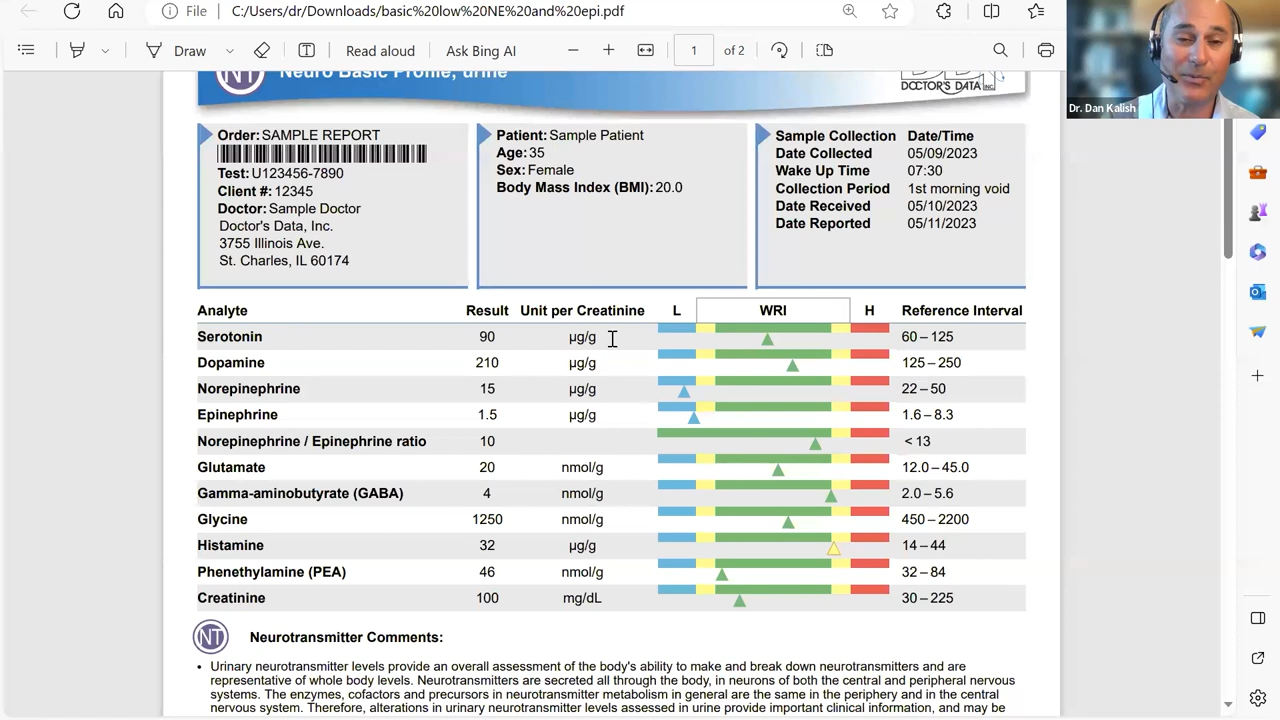 File C:/Users/dr/Downloads/basic%20low%20NE%20and%20epi.pdf
Draw Read aloud Ask Bing AI 1 of 2
NT Neuro Basic Profile; urine
DOCTOR'S DATA INC.
Dr. Dan Kalish
Order: SAMPLE REPORT
Test: U123456-7890
Client #: 12345
Doctor: Sample Doctor
Doctor's Data, Inc.
3755 Illinois Ave.
St. Charles, IL 60174
Patient: Sample Patient
Age: 35
Sex: Female
Body Mass Index (BMI): 20.0
Sample Collection Date/Time
Date Collected 05/09/2023
Wake Up Time 07:30
Collection Period 1st morning void
Date Received 05/10/2023
Date Reported 05/11/2023
Analyte Result Unit per Creatinine L WRI H Reference Interval
Serotonin 90 µg/g 60 – 125
Dopamine 210 µg/g 125 – 250
Norepinephrine 15 µg/g 22 – 50
Epinephrine 1.5 µg/g 1.6 – 8.3
Norepinephrine / Epinephrine ratio 10 < 13
Glutamate 20 nmol/g 12.0 – 45.0
Gamma-aminobutyrate (GABA) 4 nmol/g 2.0 – 5.6
Glycine 1250 nmol/g 450 – 2200
Histamine 32 µg/g 14 – 44
Phenethylamine (PEA) 46 nmol/g 32 – 84
Creatinine 100 mg/dL 30 – 225
NT Neurotransmitter Comments:
• Urinary neurotransmitter levels provide an overall assessment of the body's ability to make and break down neurotransmitters and are
representative of whole body levels. Neurotransmitters are secreted all through the body, in neurons of both the central and peripheral nervous
systems. The enzymes, cofactors and precursors in neurotransmitter metabolism in general are the same in the periphery and in the central
nervous system. Therefore, alterations in urinary neurotransmitter levels assessed in urine provide important clinical information, and may be